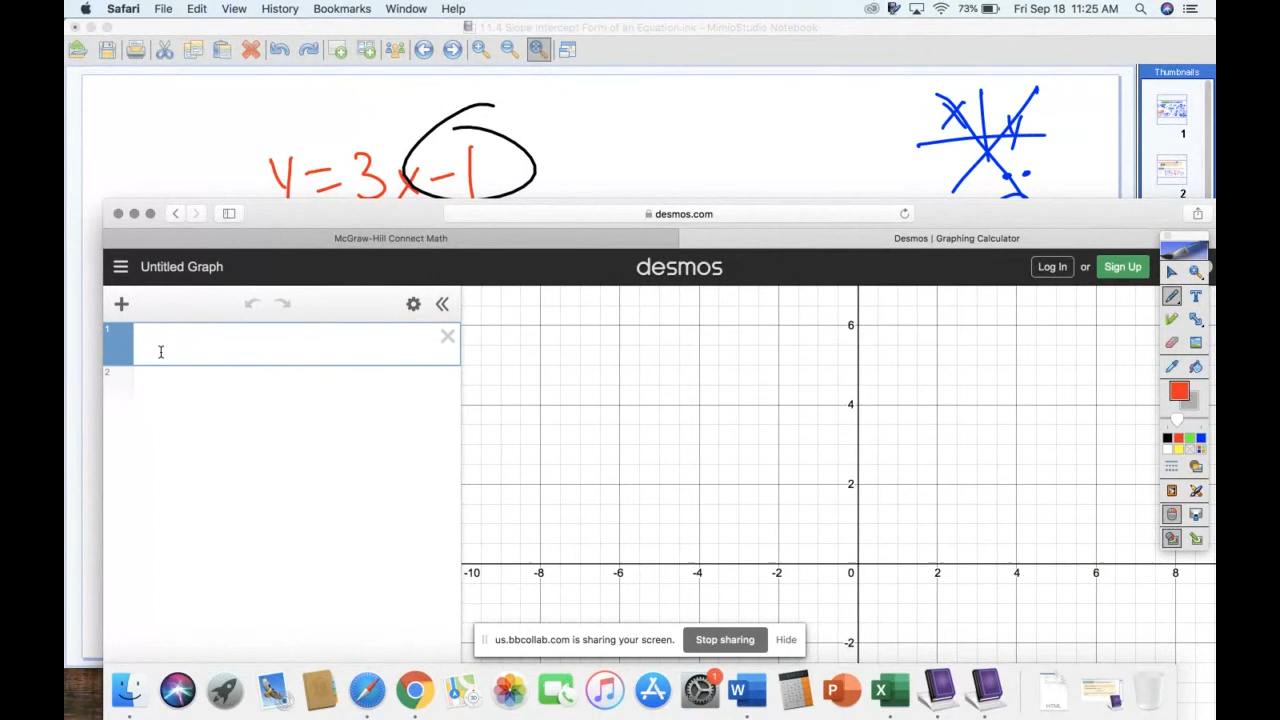 Safari File Edit View History Bookmarks Window Help 73% Fri Sep 18 11:25 AM
11.4 Slope Intercept Form of an Equation.ink - MimioStudio Notebook
Thumbnails
1
2
y = 3x - 1
desmos.com
McGraw-Hill Connect Math Desmos | Graphing Calculator
Untitled Graph desmos Log In or Sign Up
1
2
6
4
2
-10 -8 -6 -4 -2 0 2 4 6 8
-2
us.bbcollab.com is sharing your screen. Stop sharing Hide
1
30
W P X
HTML